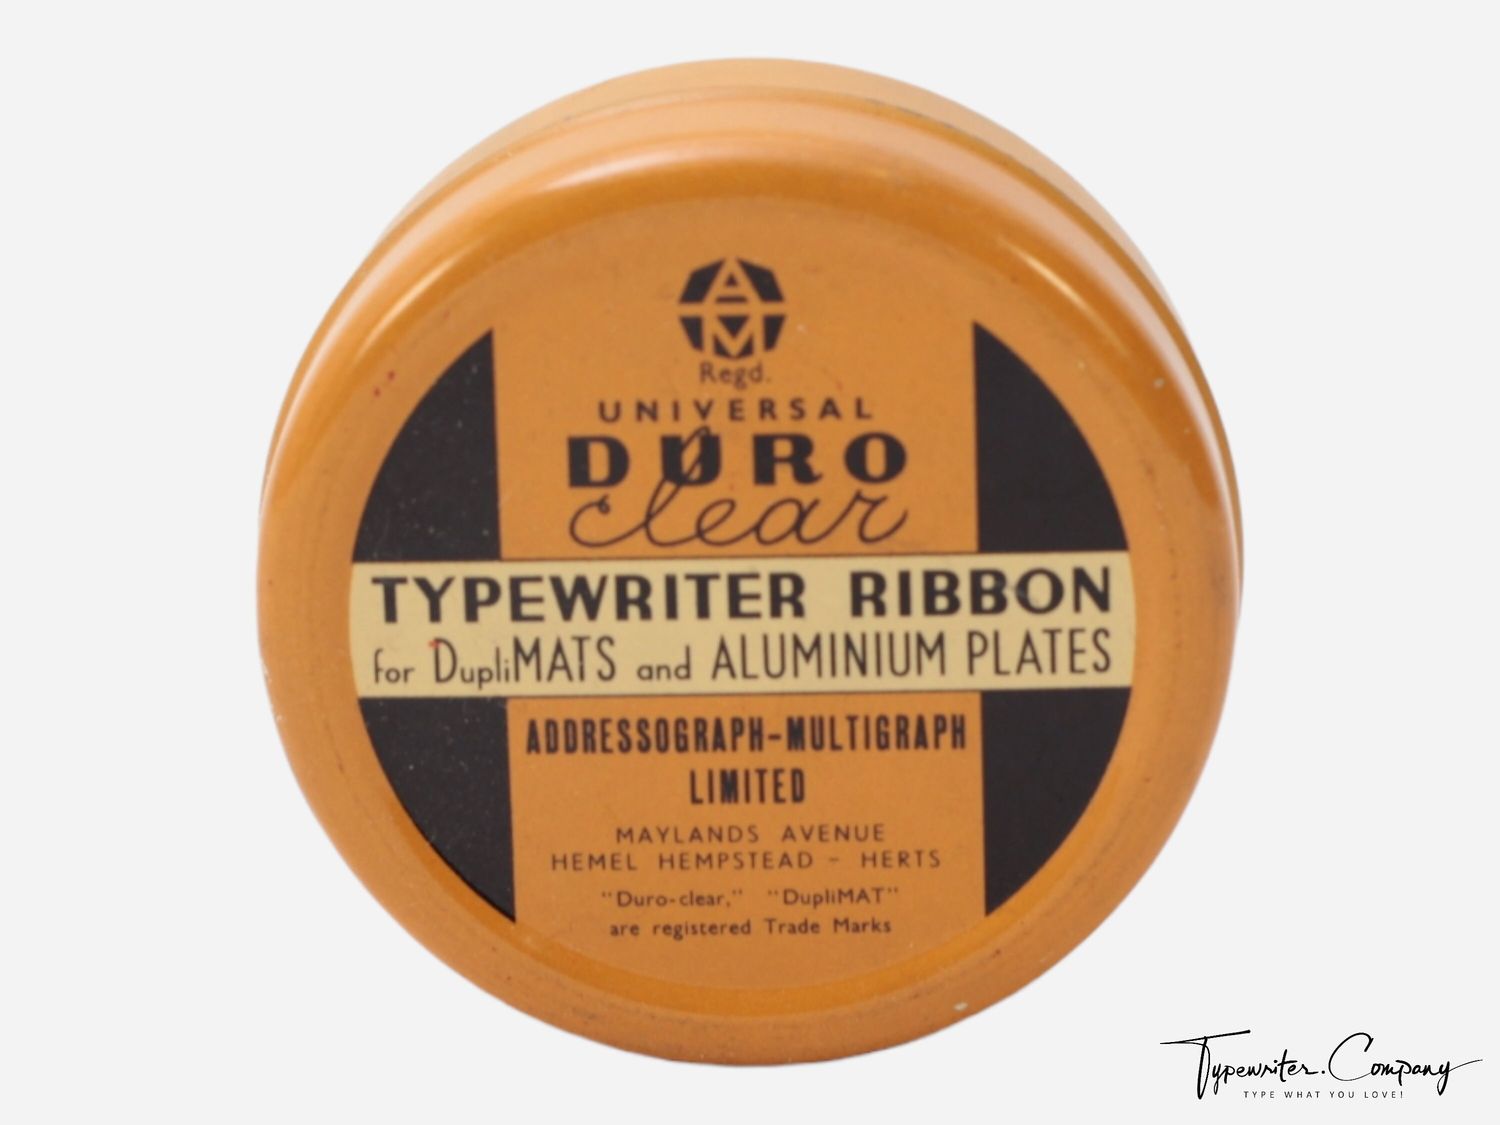 AM
Regd.
UNIVERSAL
DURO
clear
TYPEWRITER RIBBON
for DupliMATS and ALUMINIUM PLATES
ADDRESSOGRAPH-MULTIGRAPH
LIMITED
MAYLANDS AVENUE
HEMEL HEMPSTEAD - HERTS
"Duro-clear," "DupliMAT"
are registered Trade Marks
Typewriter.Company
TYPE WHAT YOU LOVE!